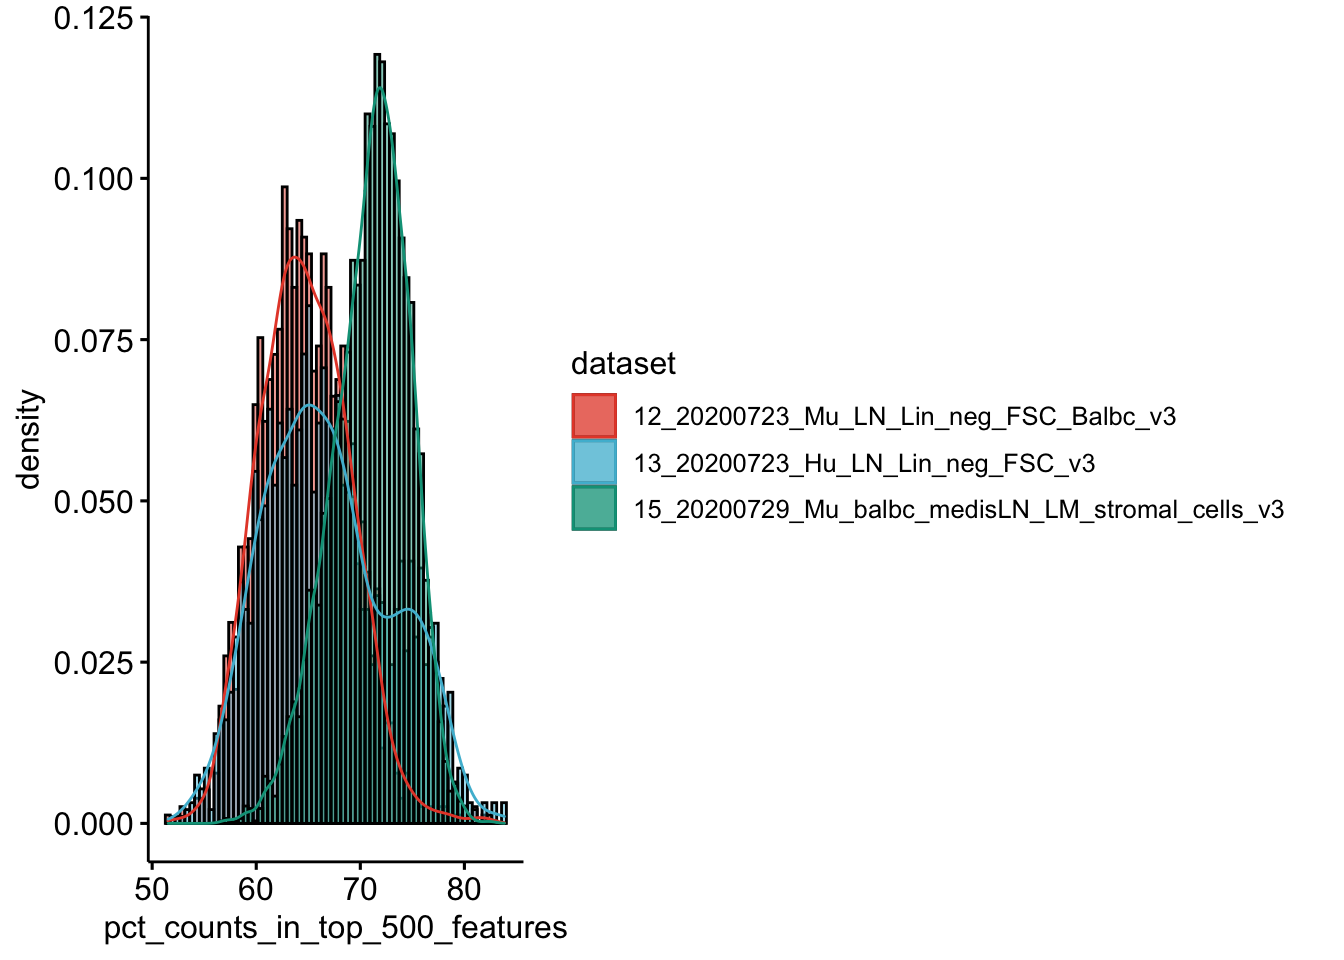 0.125
0.100
0.075
0.050
0.025
0.000
density
50 60 70 80
pct_counts_in_top_500_features
dataset
12_20200723_Mu_LN_Lin_neg_FSC_Balbc_v3
13_20200723_Hu_LN_Lin_neg_FSC_v3
15_20200729_Mu_balbc_medisLN_LM_stromal_cells_v3